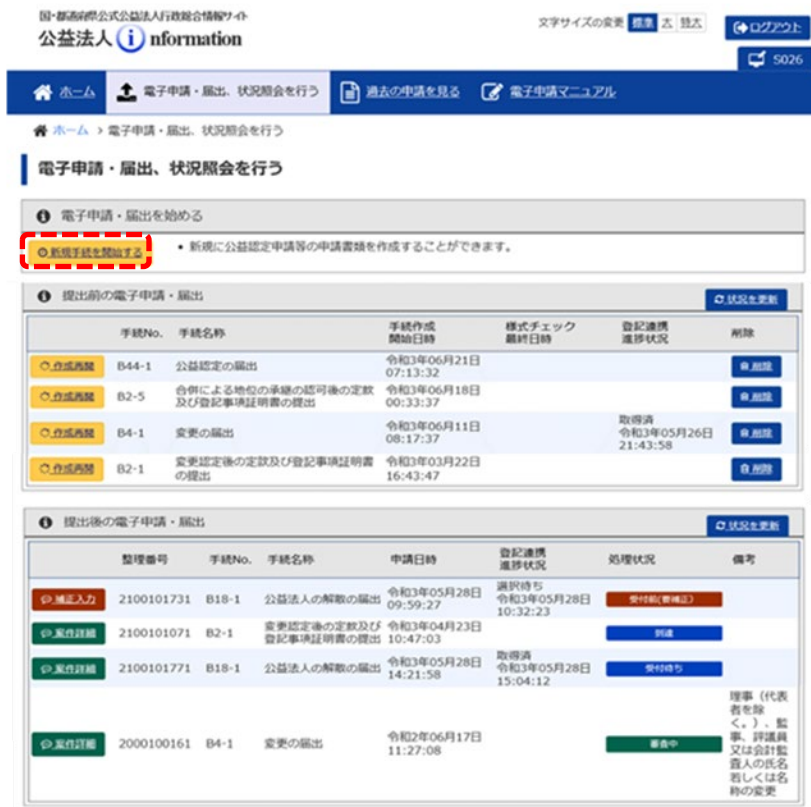 国・都道府県公式公益法人行政総合情報サイト
公益法人 information
文字サイズの変更 標準 大 特大
ログアウト
S026
ホーム 電子申請・届出、状況照会を行う 過去の申請を見る 電子申請マニュアル
ホーム > 電子申請・届出、状況照会を行う
電子申請・届出、状況照会を行う
電子申請・届出を始める
新規手続を開始する
• 新規に公益認定申請等の申請書類を作成することができます。
提出前の電子申請・届出
状況を更新
手続No. 手続名称 手続作成 様式チェック 登記連携 削除
開始日時 最終日時 進捗状況
作成再開 B44-1 公益認定の届出 令和3年06月21日 削除
07:13:32
作成再開 B2-5 合併による地位の承継の認可後の定款 令和3年06月18日 削除
及び登記事項証明書の提出 00:33:37
作成再開 B4-1 変更の届出 令和3年06月11日 取得済 削除
08:17:37 令和3年05月26日
21:43:58
作成再開 B2-1 変更認定後の定款及び登記事項証明書 令和3年03月22日 削除
の提出 16:43:47
提出後の電子申請・届出
状況を更新
整理番号 手続No. 手続名称 申請日時 登記連携 処理状況 備考
進捗状況
補正入力 2100101731 B18-1 公益法人の解散の届出 令和3年05月28日 選択待ち 受付前(要補正)
09:59:27 令和3年05月28日
10:32:23
案件詳細 2100101071 B2-1 変更認定後の定款及び 令和3年04月23日 到達
登記事項証明書の提出 10:47:03
案件詳細 2100101771 B18-1 公益法人の解散の届出 令和3年05月28日 取得済 受付待ち
14:21:58 令和3年05月28日
15:04:12
案件詳細 2000100161 B4-1 変更の届出 令和2年06月17日 審査中
11:27:08
理事（代表
者を除
く。）、監
事、評議員
又は会計監
査人の氏名
若しくは名
称の変更